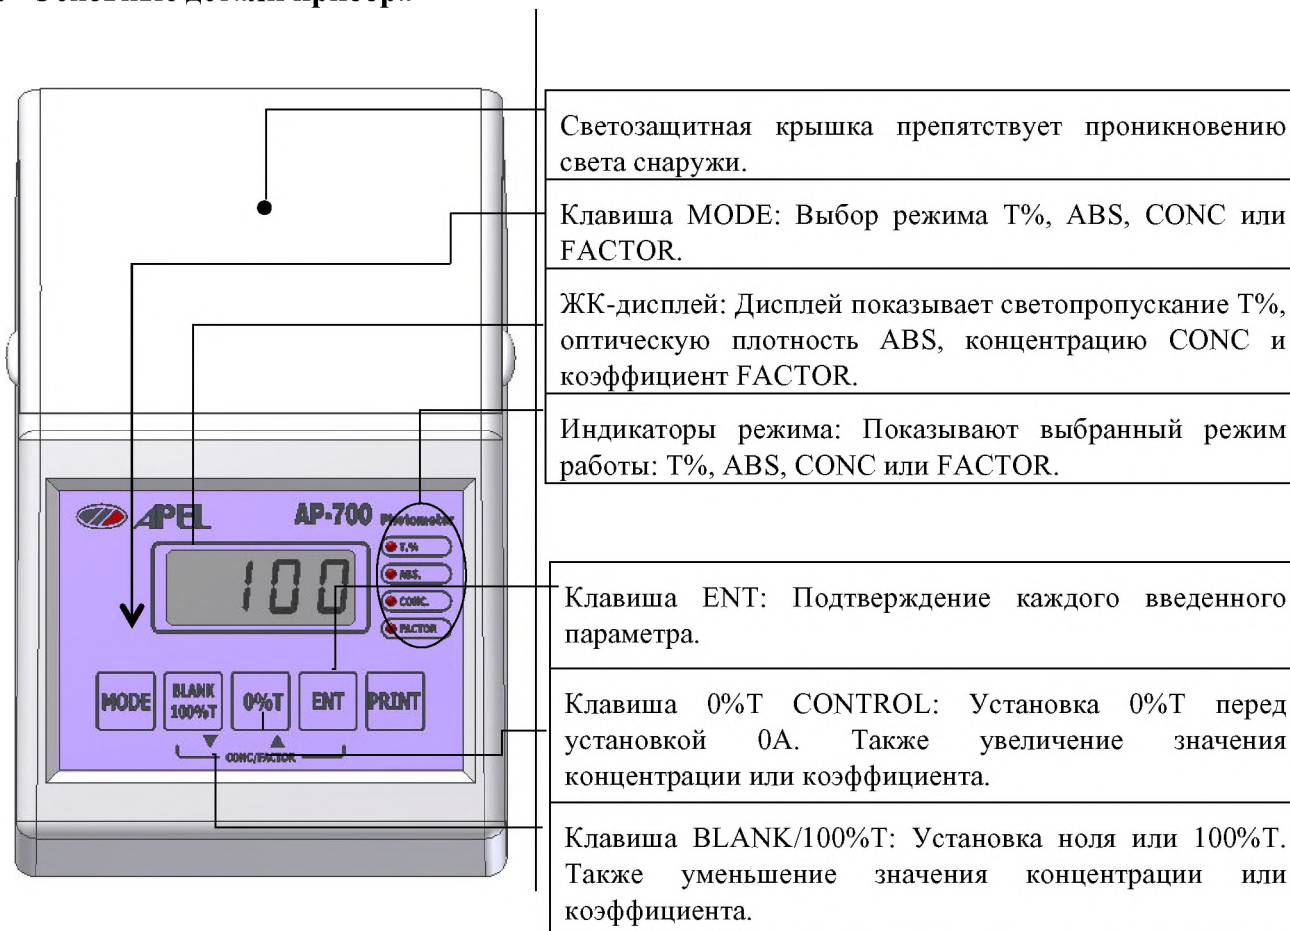 Светозащитная крышка препятствует проникновению
света снаружи.
Клавиша MODE: Выбор режима T%, ABS, CONC или
FACTOR.
ЖК-дисплей: Дисплей показывает светопропускание T%,
оптическую плотность ABS, концентрацию CONC и
коэффициент FACTOR.
Индикаторы режима: Показывают выбранный режим
работы: T%, ABS, CONC или FACTOR.
APEL
AP-700 Photometer
T.%
ABS.
CONC.
FACTOR
100
MODE
BLANK
100%T
0%T
ENT
PRINT
CONC/FACTOR
Клавиша ENT: Подтверждение каждого введенного
параметра.
Клавиша 0%T CONTROL: Установка 0%T перед
установкой 0A. Также увеличение значения
концентрации или коэффициента.
Клавиша BLANK/100%T: Установка ноля или 100%T.
Также уменьшение значения концентрации или
коэффициента.